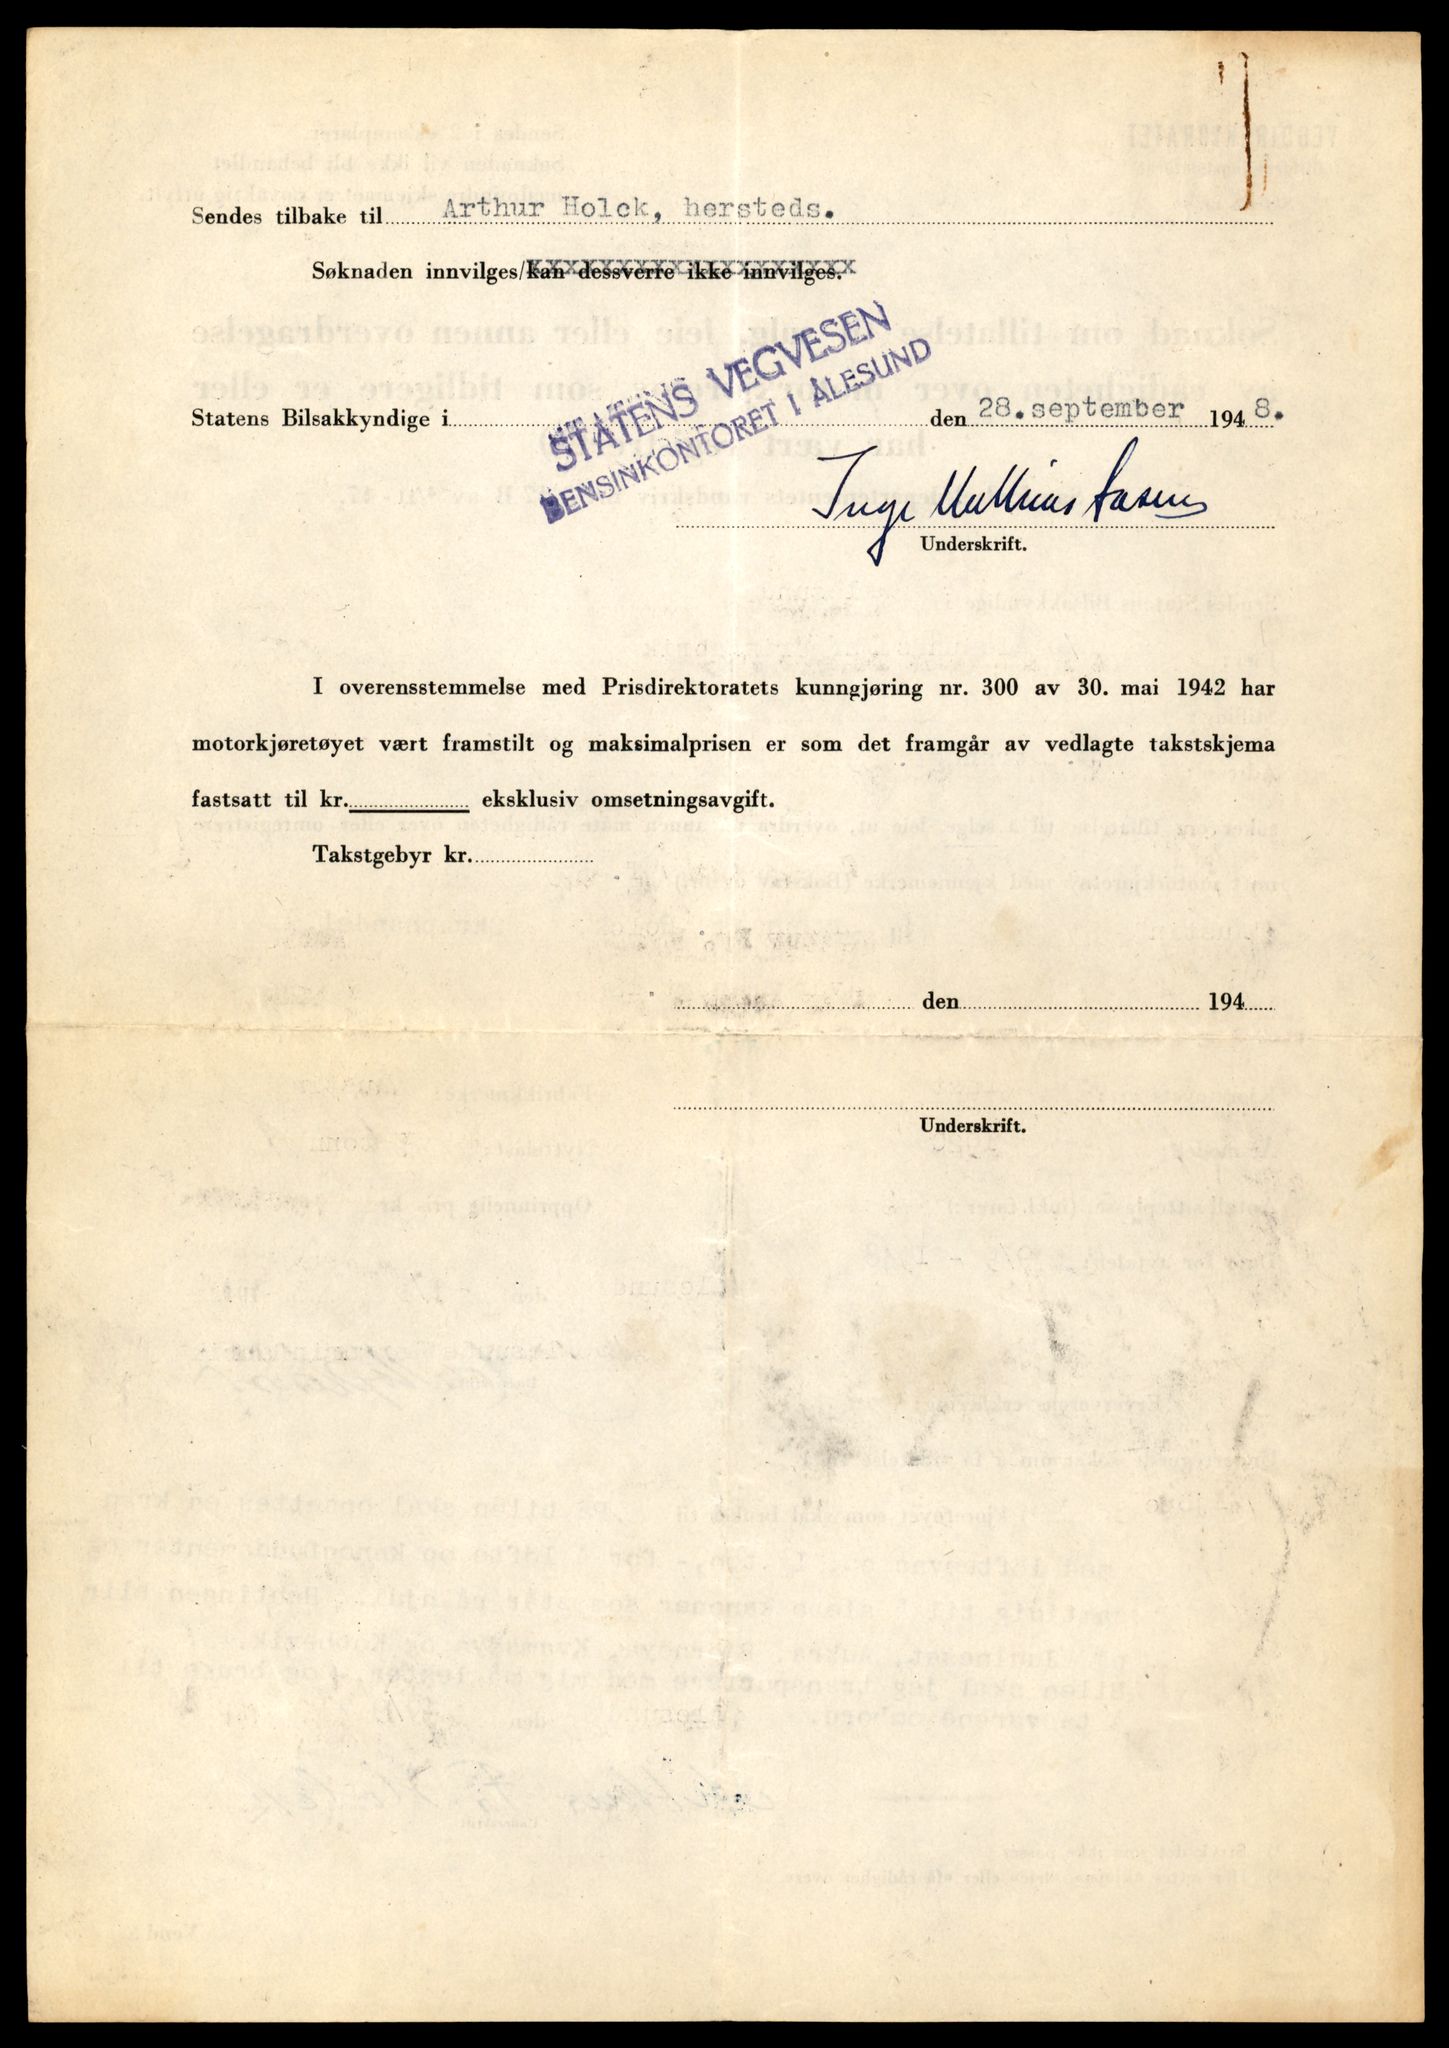 Sendes tilbake til Arthur Holck, hersteds.
Søknaden innvilges/kan dessverre ikke innvilges.
STATENS VEGVESEN
BENSINKONTORET I ÅLESUND
Statens Bilsakkyndige i den 28. september 1948.
Inge Mathias
Underskrift.
I overensstemmelse med Prisdirektoratets kunngjøring nr. 300 av 30. mai 1942 har
motorkjøretøyet vært framstilt og maksimalprisen er som det framgår av vedlagte takstskjema
fastsatt til kr. eksklusiv omsetningsavgift.
Takstgebyr kr.
den 194
Underskrift.